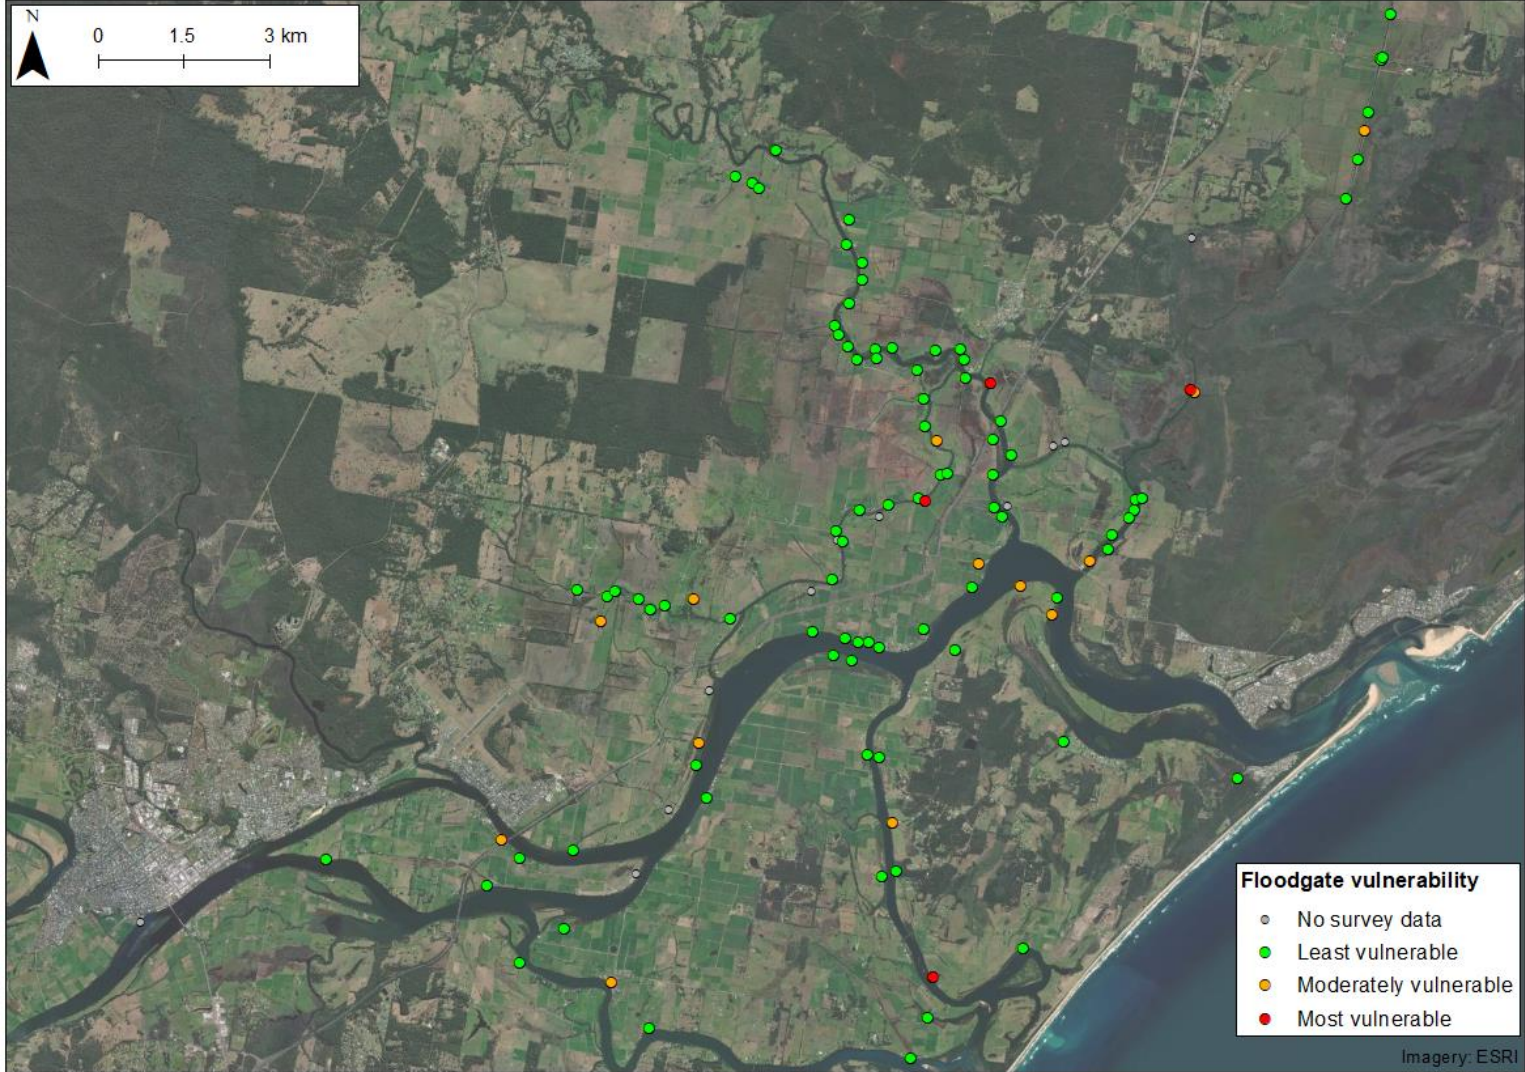 N
0 1.5 3 km
Floodgate vulnerability
No survey data
Least vulnerable
Moderately vulnerable
Most vulnerable
Imagery: ESRI